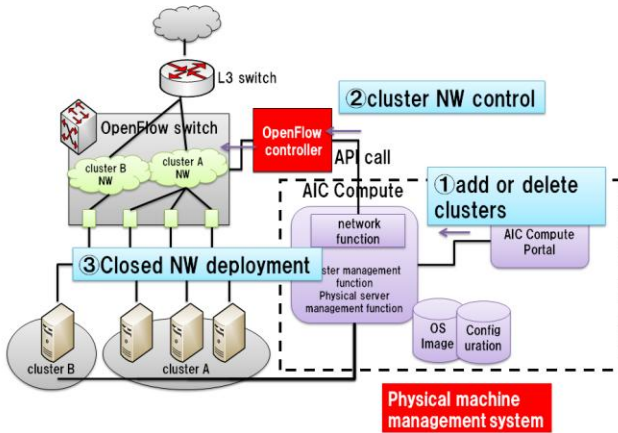 L3 switch
②cluster NW control
OpenFlow switch
OpenFlow
controller
API call
cluster B
NW
cluster A
NW
①add or delete
clusters
AIC Compute
network
function
AIC Compute
Portal
③Closed NW deployment
management
function
Physical server
management function
OS
Image
Config
uration
cluster B
cluster A
Physical machine
management system